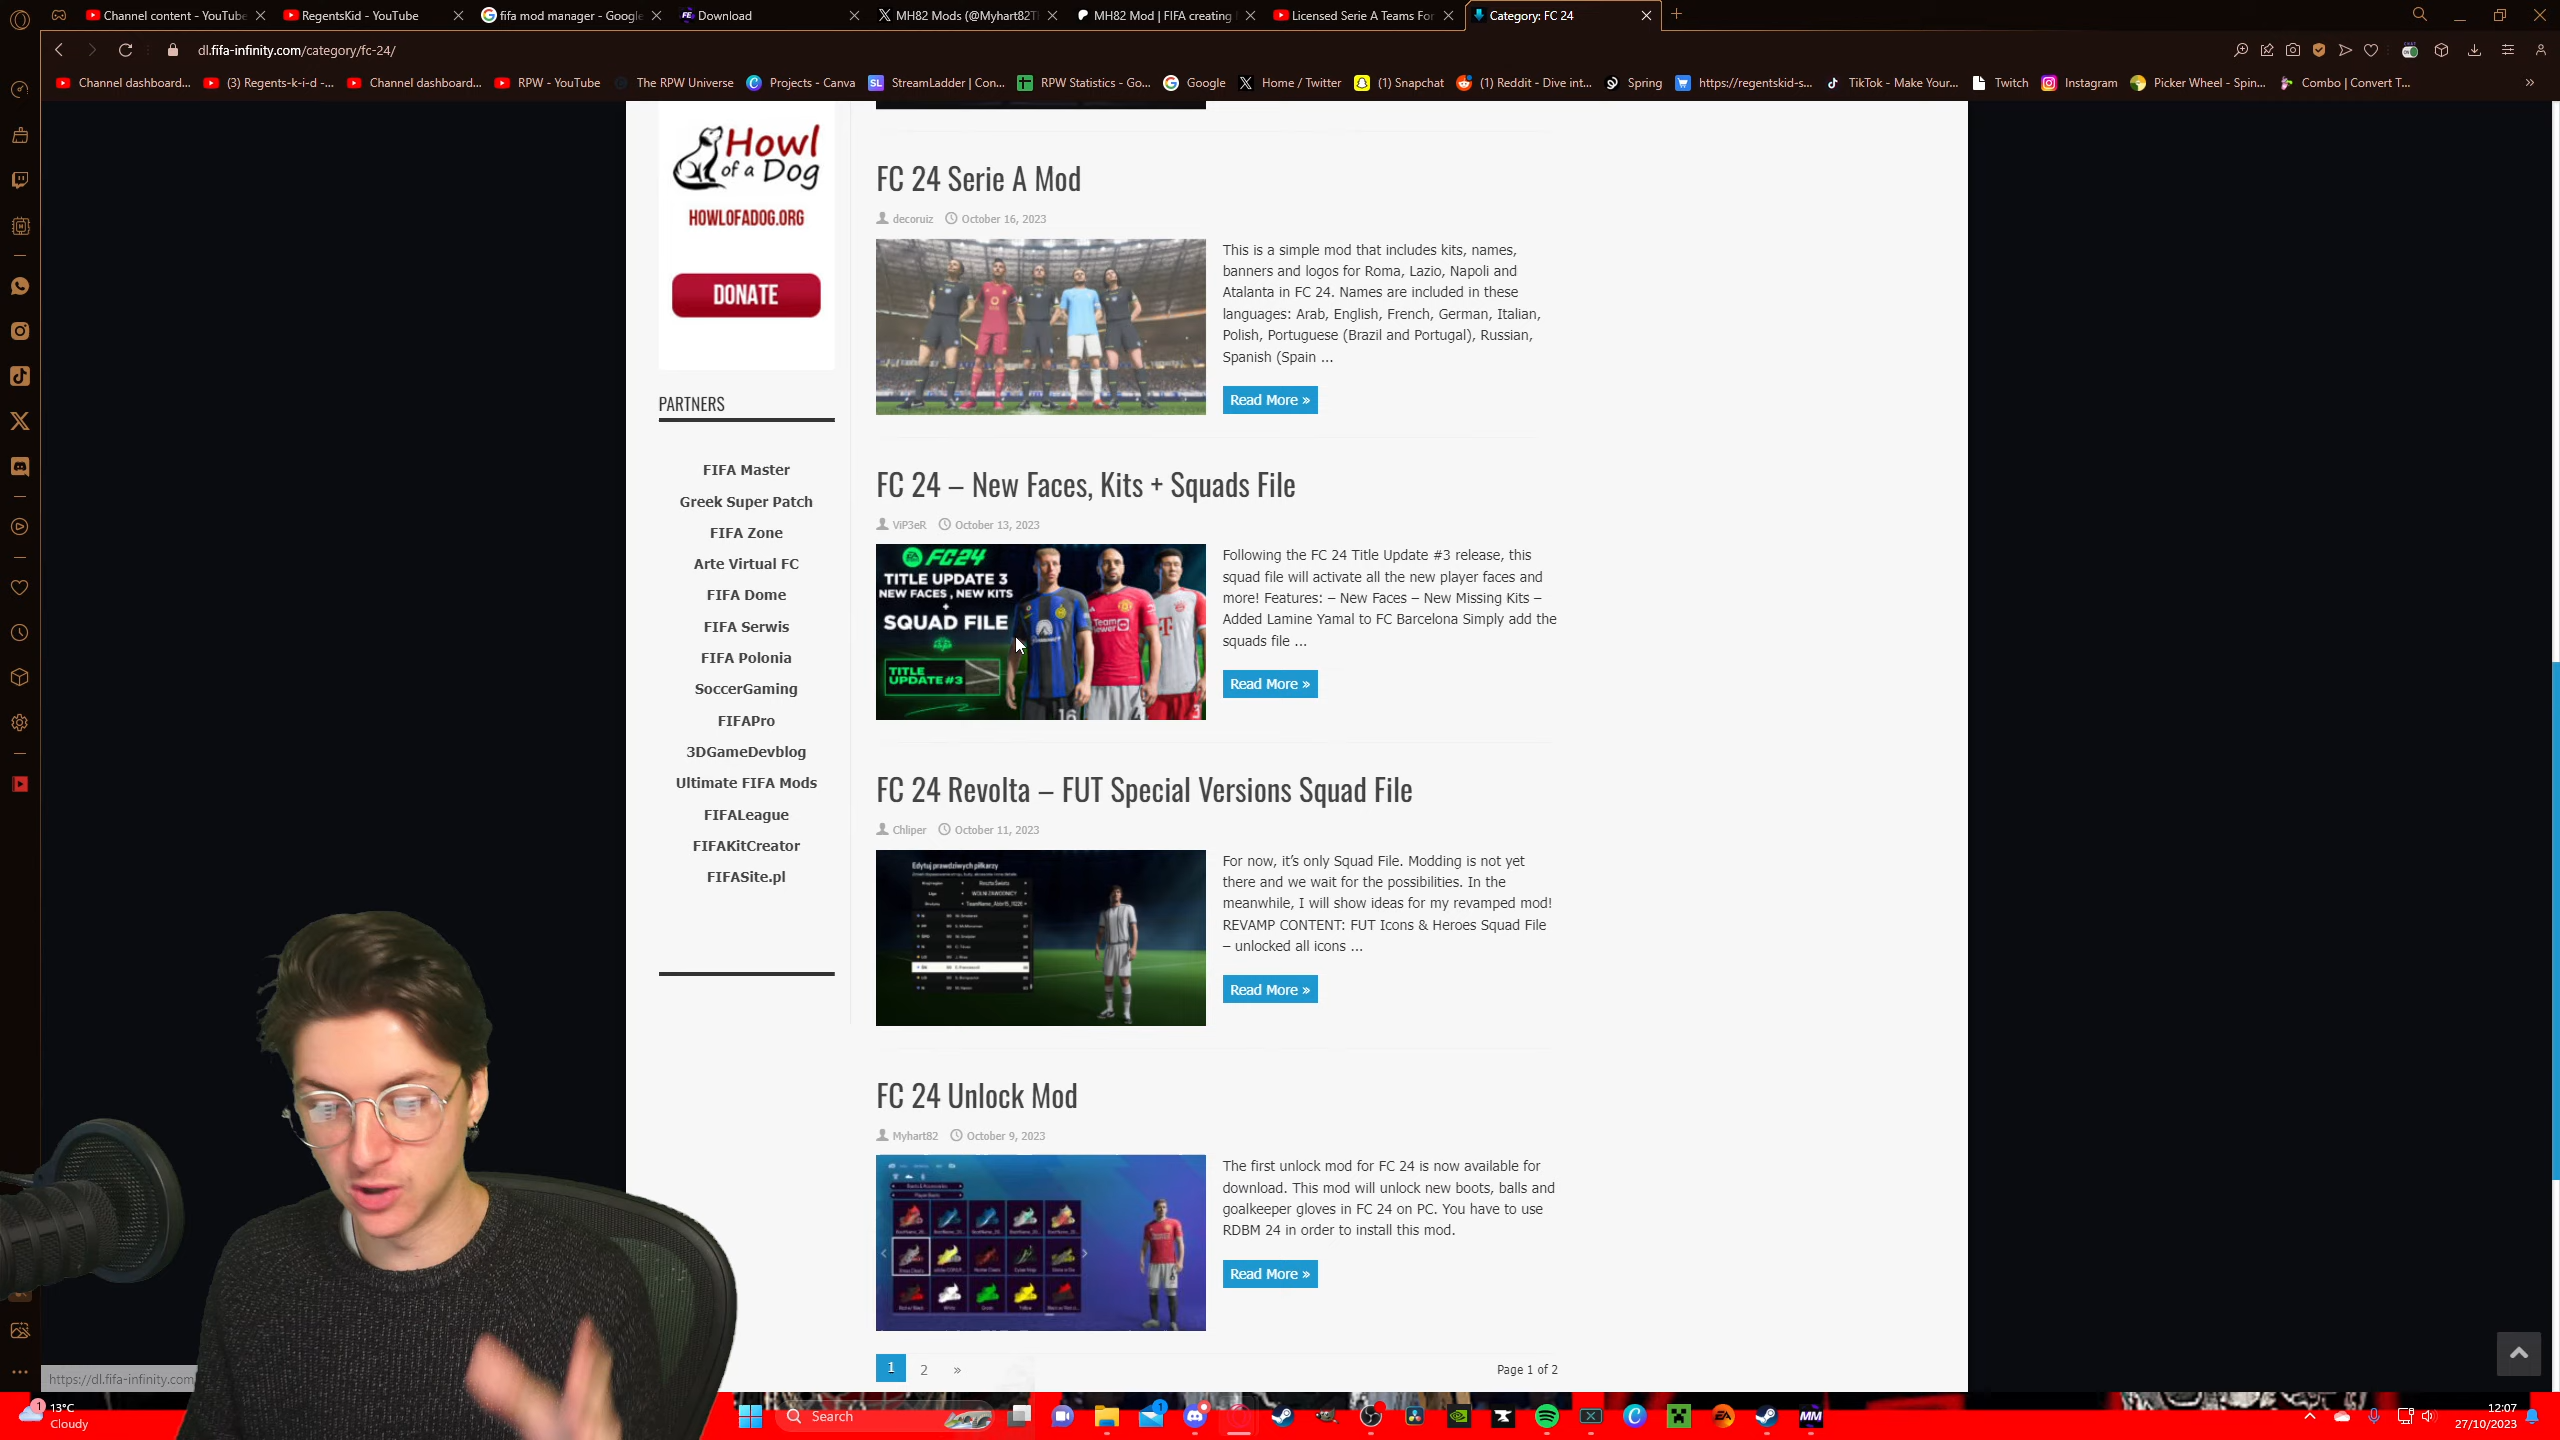 Channel content - YouTube
RegentsKid - YouTube
fifa mod manager - Google
Download
MH82 Mods (@Myhart82T
MH82 Mod | FIFA creating
Licensed Serie A Teams For
Category: FC 24
dl.fifa-infinity.com/category/fc-24/
Channel dashboard...
(3) Regents-k-i-d -...
Channel dashboard...
RPW - YouTube
The RPW Universe
Projects - Canva
StreamLadder | Con...
RPW Statistics - Go...
Google
Home / Twitter
(1) Snapchat
(1) Reddit - Dive int...
Spring
https://regentskid-s...
TikTok - Make Your...
Twitch
Instagram
Picker Wheel - Spin...
Combo | Convert T...
Howl
of a Dog
HOWLOFADOG.ORG
DONATE
PARTNERS
FIFA Master
Greek Super Patch
FIFA Zone
Arte Virtual FC
FIFA Dome
FIFA Serwis
FIFA Polonia
SoccerGaming
FIFAPro
3DGameDevblog
Ultimate FIFA Mods
FIFALeague
FIFAKitCreator
FIFASite.pl
FC 24 Serie A Mod
decoruiz October 16, 2023
This is a simple mod that includes kits, names,
banners and logos for Roma, Lazio, Napoli and
Atalanta in FC 24. Names are included in these
languages: Arab, English, French, German, Italian,
Polish, Portuguese (Brazil and Portugal), Russian,
Spanish (Spain ...
Read More »
FC 24 – New Faces, Kits + Squads File
ViP3eR October 13, 2023
FC24
TITLE UPDATE 3
NEW FACES , NEW KITS
+
SQUAD FILE
TITLE
UPDATE #3
Following the FC 24 Title Update #3 release, this
squad file will activate all the new player faces and
more! Features: – New Faces – New Missing Kits –
Added Lamine Yamal to FC Barcelona Simply add the
squads file ...
Read More »
FC 24 Revolta – FUT Special Versions Squad File
Chliper October 11, 2023
Edytuj prawdziwych piłkarzy
For now, it's only Squad File. Modding is not yet
there and we wait for the possibilities. In the
meanwhile, I will show ideas for my revamped mod!
REVAMP CONTENT: FUT Icons & Heroes Squad File
– unlocked all icons ...
Read More »
FC 24 Unlock Mod
Myhart82 October 9, 2023
The first unlock mod for FC 24 is now available for
download. This mod will unlock new boots, balls and
goalkeeper gloves in FC 24 on PC. You have to use
RDBM 24 in order to install this mod.
Read More »
1 2 »
Page 1 of 2
https://dl.fifa-infinity.com
13°C
Cloudy
Search
12:07
27/10/2023